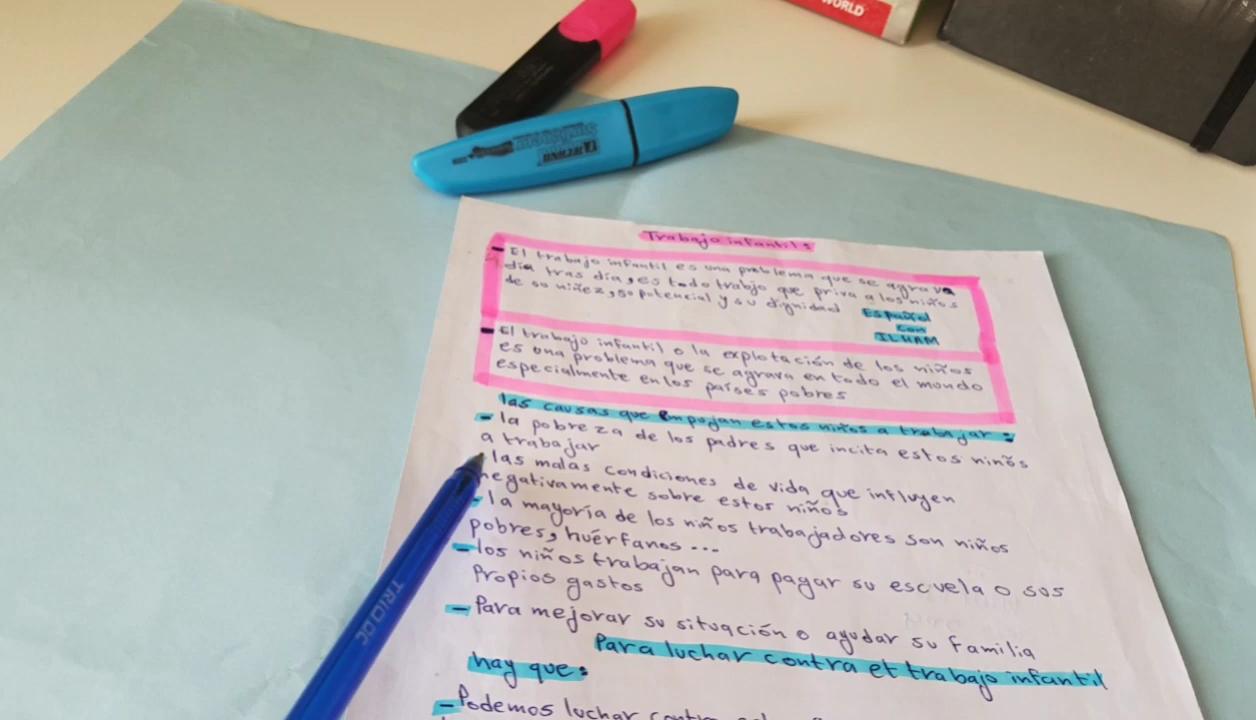 WORLD
Trabajo infantil:
- El trabajo infantil es una problema que se agrava
día tras día, es todo trabjo que priva a los niños
de so niñez, so potencial y su dignidad
Español
con
ILHAM
- El trabajo infantil o la explotación de los niños
es una problema que se agrava en todo el mundo
especialmente en los países pobres
las causas que empujan estos niños a trabajar:
- la pobreza de los padres que incita estos niños
a trabajar
las malas condiciones de vida que influyen
negativamente sobre estos niños
- la mayoría de los niños trabajadores son niños
pobres, huérfanos ...
- los niños trabajan para pagar su escuela o sus
Propios gastos
- Para mejorar su situación o ayudar su familia
Para luchar contra el trabajo infantil
hay que:
- Podemos luchar
TRIOLOC